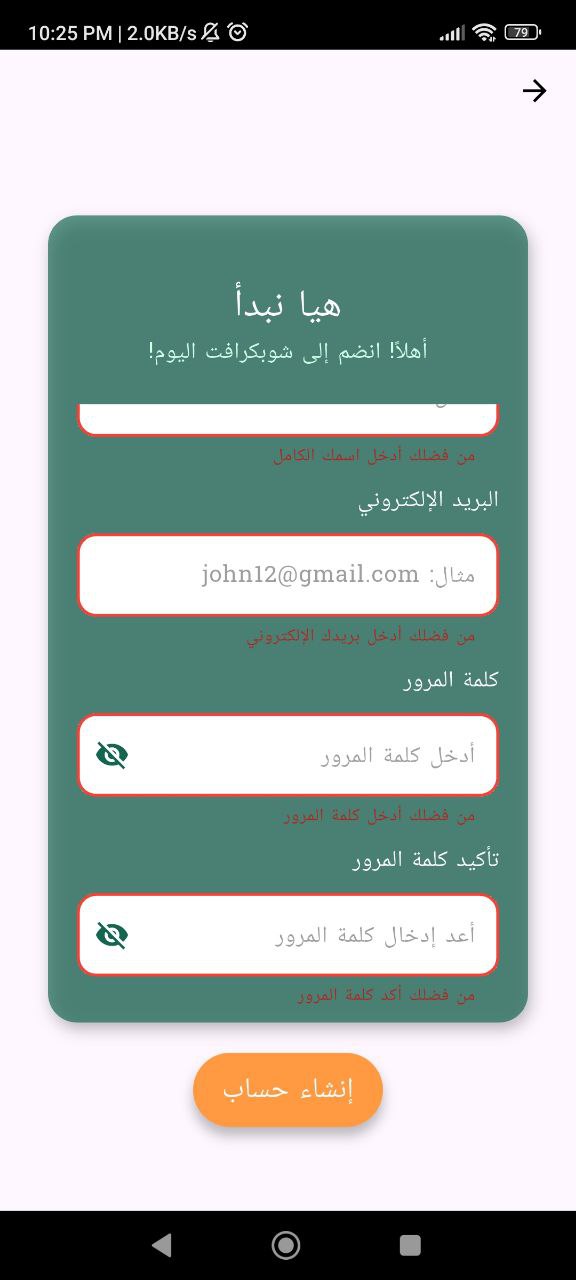 10:25 PM | 2.0KB/s
79
هيا نبدأ
أهلاً! انضم إلى شوبكرافت اليوم!
من فضلك أدخل اسمك الكامل
البريد الإلكتروني
مثال: john12@gmail.com
من فضلك أدخل بريدك الإلكتروني
كلمة المرور
أدخل كلمة المرور
من فضلك أدخل كلمة المرور
تأكيد كلمة المرور
أعد إدخال كلمة المرور
من فضلك أكد كلمة المرور
إنشاء حساب